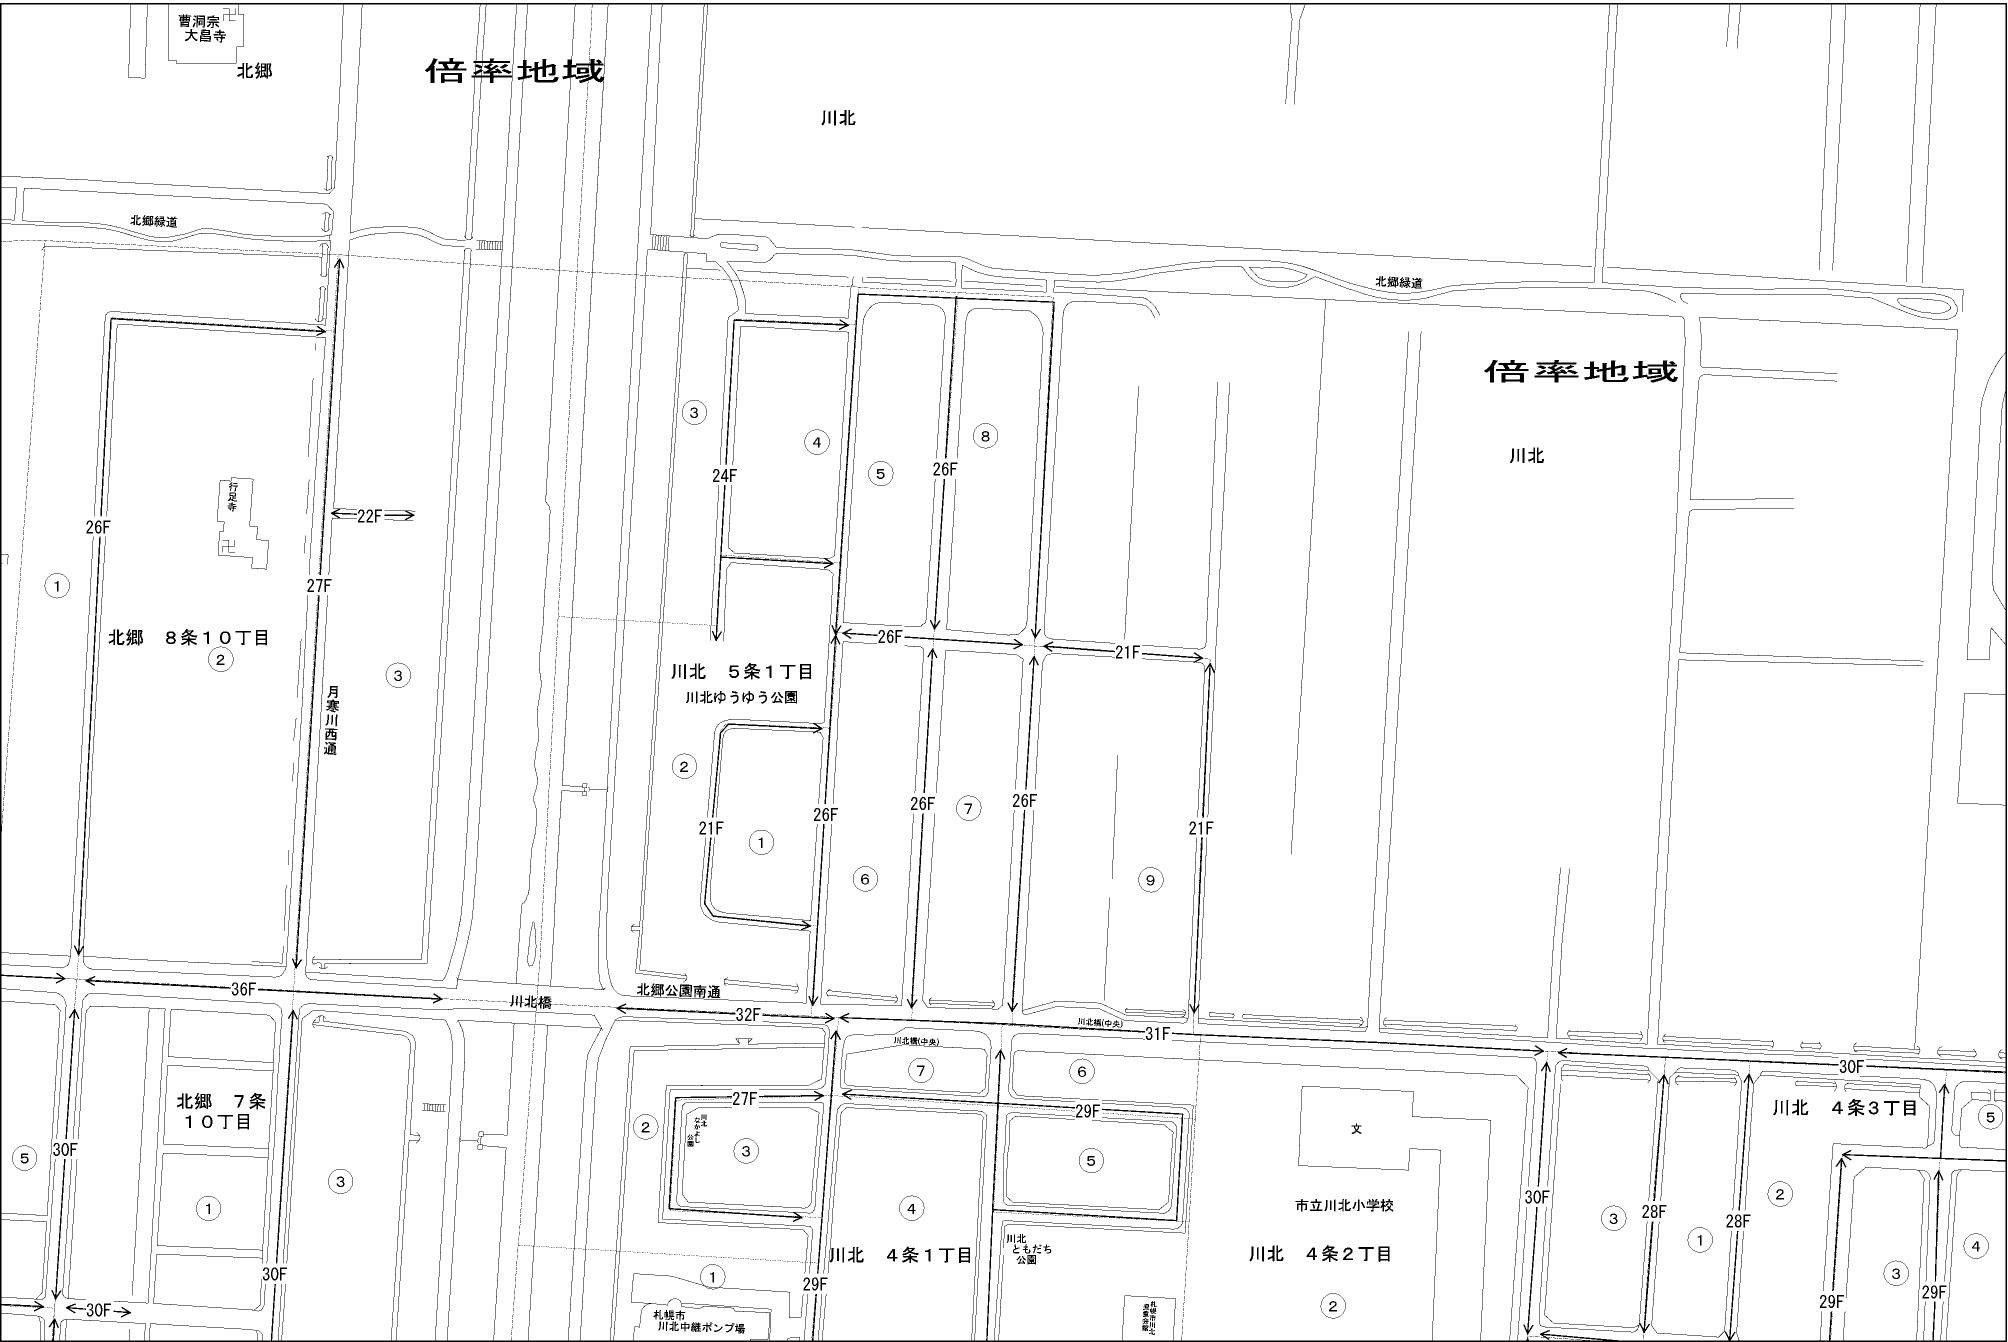 曹洞宗
大昌寺
北郷
倍率地域
川北
北郷緑道
北郷緑道
倍率地域
川北
③
④
⑤
⑧
24F
26F
26F
行足寺
22F
27F
①
北郷　８条１０丁目
②
③
26F
21F
川北　５条１丁目
川北ゆうゆう公園
月寒川西通
②
21F
①
26F
26F
⑦
26F
21F
⑥
⑨
36F
川北橋
北郷公園南通
32F
川北橋(中央)
31F
川北橋(中央)
30F
⑦
⑥
北郷　７条
１０丁目
27F
29F
川北　４条３丁目
⑤
②
川北
なかよし
公園
③
文
30F
⑤
③
⑤
①
④
市立川北小学校
30F
③
28F
28F
②
①
川北　４条１丁目
川北
ともだち
公園
川北　４条２丁目
④
30F
①
29F
③
29F
29F
30F
札幌市
川北中継ポンプ場
②